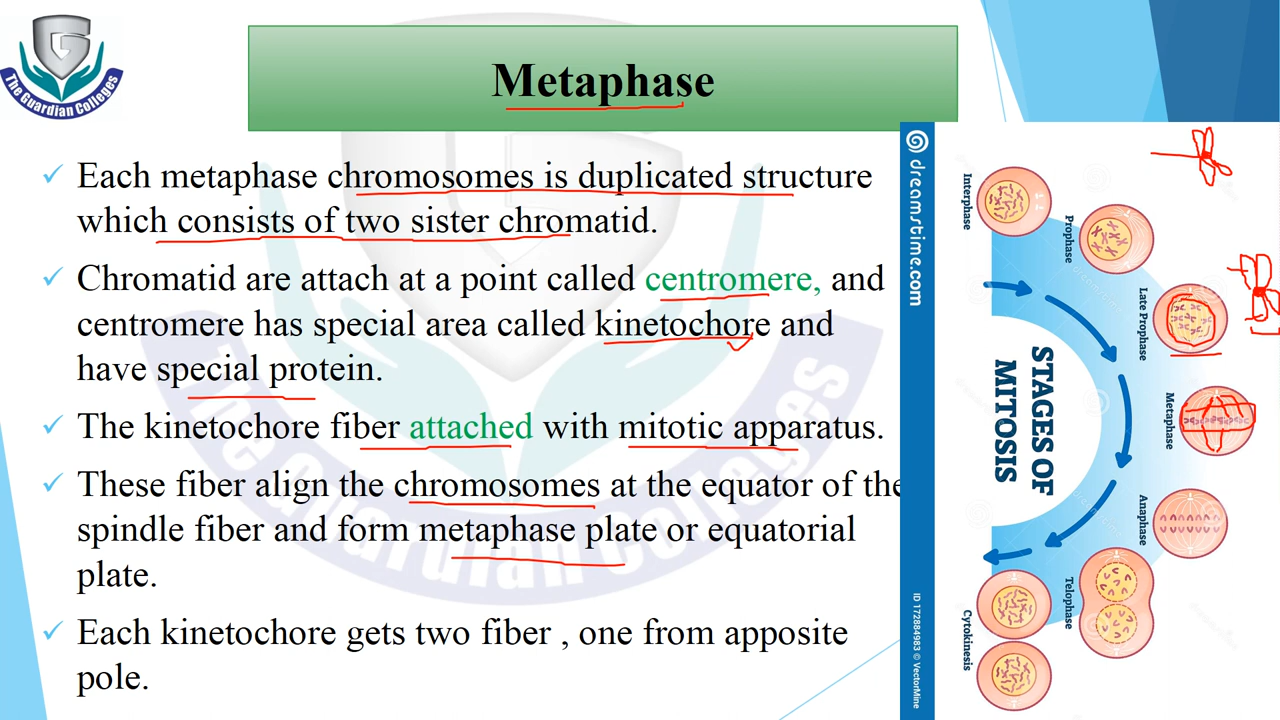 The Guardian Colleges
Metaphase
Each metaphase chromosomes is duplicated structure
which consists of two sister chromatid.
Chromatid are attach at a point called centromere, and
centromere has special area called kinetochore and
have special protein.
The kinetochore fiber attached with mitotic apparatus.
These fiber align the chromosomes at the equator of the
spindle fiber and form metaphase plate or equatorial
plate.
Each kinetochore gets two fiber , one from apposite
pole.
dreamstime.com
ID 172884983 © VectorMine
STAGES OF
MITOSIS
Interphase
Prophase
Late Prophase
Metaphase
Anaphase
Telophase
Cytokinesis
The Guardian Colleges